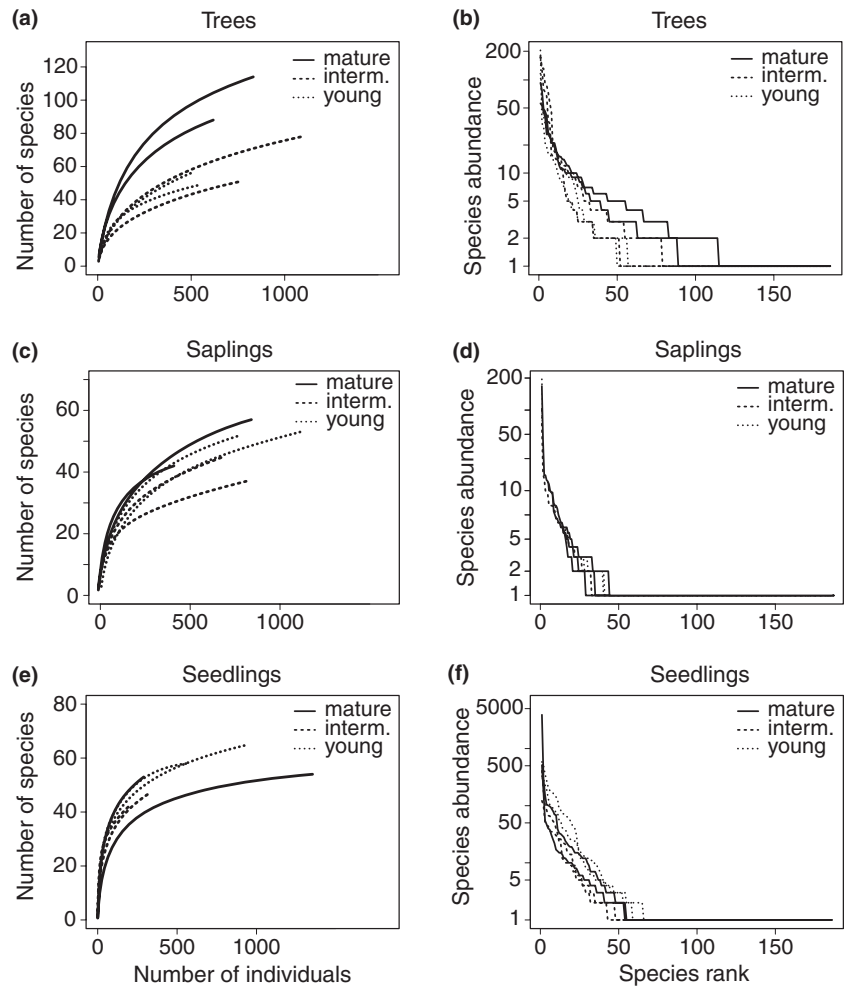 (a) Trees
mature
interm.
young
Number of species
120
100
80
60
40
20
0
0 500 1000
(b) Trees
mature
interm.
young
Species abundance
200
50
10
5
2
1
0 50 100 150
(c) Saplings
mature
interm.
young
Number of species
60
40
20
0
0 500 1000
(d) Saplings
mature
interm.
young
Species abundance
200
50
10
5
2
1
0 50 100 150
(e) Seedlings
mature
interm.
young
Number of species
80
60
40
20
0
0 500 1000
Number of individuals
(f) Seedlings
mature
interm.
young
Species abundance
5000
500
50
5
1
0 50 100 150
Species rank